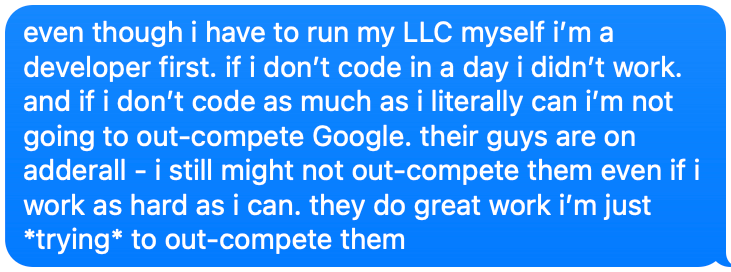 even though i have to run my LLC myself i’m a
developer first. if i don’t code in a day i didn’t work.
and if i don’t code as much as i literally can i’m not
going to out-compete Google. their guys are on
adderall - i still might not out-compete them even if i
work as hard as i can. they do great work i’m just
*trying* to out-compete them